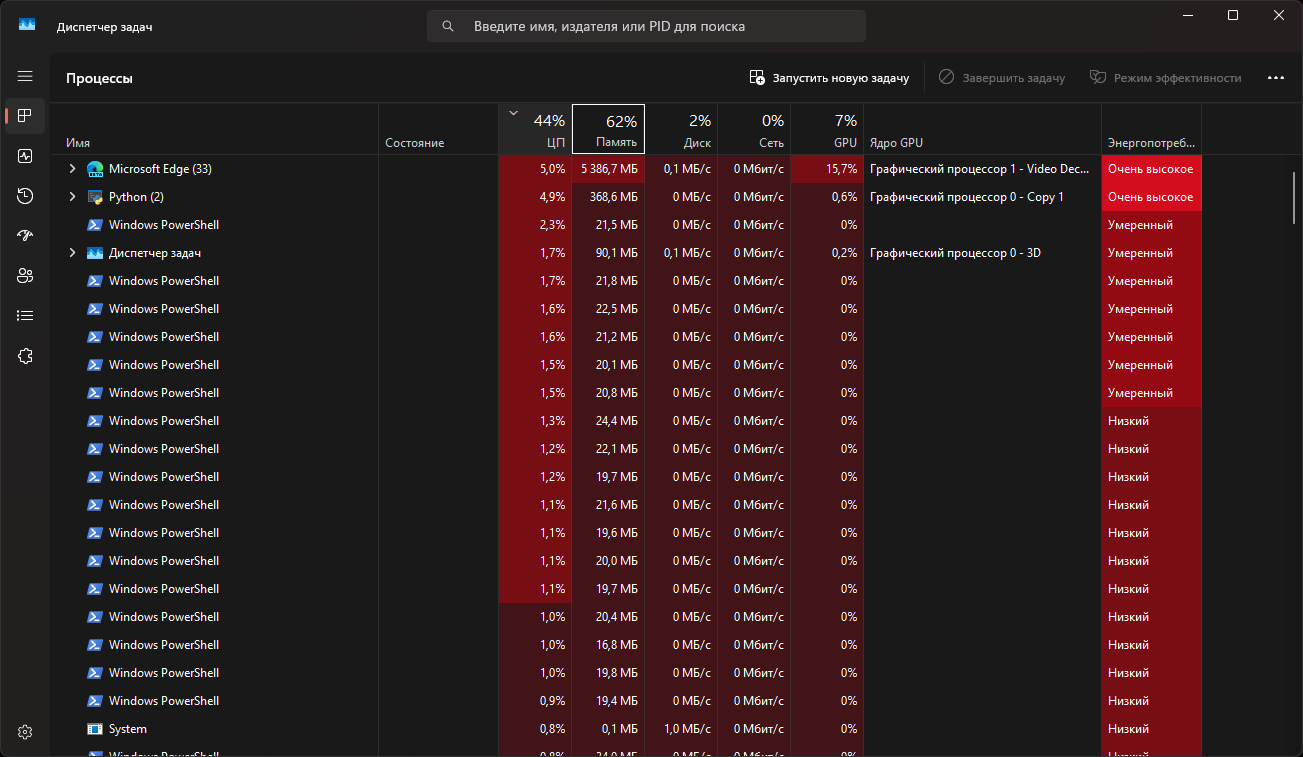 Диспетчер задач
Введите имя, издателя или PID для поиска
Процессы
Запустить новую задачу
Завершить задачу
Режим эффективности
44% 62% 2% 0% 7%
Имя Состояние ЦП Память Диск Сеть GPU Ядро GPU Энергопотреб...
Microsoft Edge (33) 5,0% 5 386,7 МБ 0,1 МБ/с 0 Мбит/с 15,7% Графический процессор 1 - Video Dec... Очень высокое
Python (2) 4,9% 368,6 МБ 0 МБ/с 0 Мбит/с 0,6% Графический процессор 0 - Copy 1 Очень высокое
Windows PowerShell 2,3% 21,5 МБ 0 МБ/с 0 Мбит/с 0% Умеренный
Диспетчер задач 1,7% 90,1 МБ 0,1 МБ/с 0 Мбит/с 0,2% Графический процессор 0 - 3D Умеренный
Windows PowerShell 1,7% 21,8 МБ 0 МБ/с 0 Мбит/с 0% Умеренный
Windows PowerShell 1,6% 22,5 МБ 0 МБ/с 0 Мбит/с 0% Умеренный
Windows PowerShell 1,6% 21,2 МБ 0 МБ/с 0 Мбит/с 0% Умеренный
Windows PowerShell 1,5% 20,1 МБ 0 МБ/с 0 Мбит/с 0% Умеренный
Windows PowerShell 1,5% 20,8 МБ 0 МБ/с 0 Мбит/с 0% Умеренный
Windows PowerShell 1,3% 24,4 МБ 0 МБ/с 0 Мбит/с 0% Низкий
Windows PowerShell 1,2% 22,1 МБ 0 МБ/с 0 Мбит/с 0% Низкий
Windows PowerShell 1,2% 19,7 МБ 0 МБ/с 0 Мбит/с 0% Низкий
Windows PowerShell 1,1% 21,6 МБ 0 МБ/с 0 Мбит/с 0% Низкий
Windows PowerShell 1,1% 19,6 МБ 0 МБ/с 0 Мбит/с 0% Низкий
Windows PowerShell 1,1% 20,0 МБ 0 МБ/с 0 Мбит/с 0% Низкий
Windows PowerShell 1,1% 19,7 МБ 0 МБ/с 0 Мбит/с 0% Низкий
Windows PowerShell 1,0% 20,4 МБ 0 МБ/с 0 Мбит/с 0% Низкий
Windows PowerShell 1,0% 16,8 МБ 0 МБ/с 0 Мбит/с 0% Низкий
Windows PowerShell 1,0% 19,8 МБ 0 МБ/с 0 Мбит/с 0% Низкий
Windows PowerShell 0,9% 19,4 МБ 0 МБ/с 0 Мбит/с 0% Низкий
System 0,8% 0,1 МБ 1,0 МБ/с 0 Мбит/с 0% Низкий
Windows PowerShell 0,8% МБ 0 МБ/с 0 Мбит/с 0% Низкий